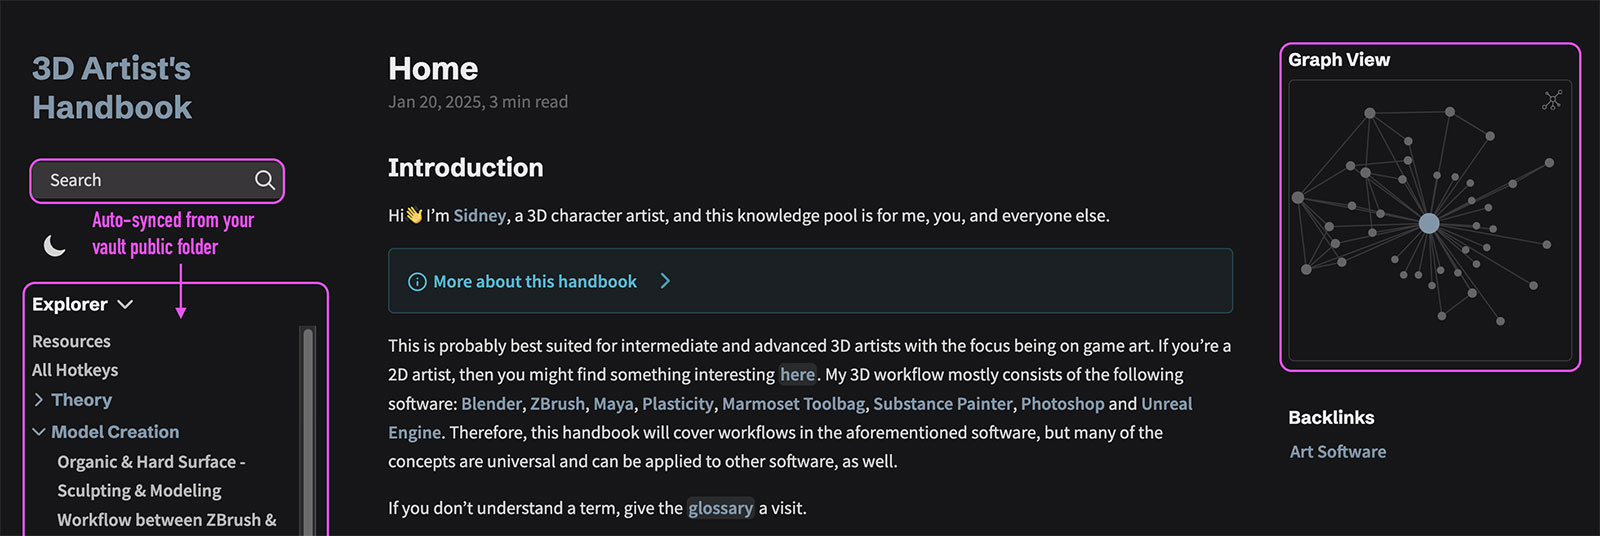 3D Artist's
Handbook
Search
Auto-synced from your
vault public folder
Explorer
Resources
All Hotkeys
Theory
Model Creation
Organic & Hard Surface -
Sculpting & Modeling
Workflow between ZBrush &
Home
Jan 20, 2025, 3 min read
Introduction
Hi👋I'm Sidney, a 3D character artist, and this knowledge pool is for me, you, and everyone else.
More about this handbook
This is probably best suited for intermediate and advanced 3D artists with the focus being on game art. If you're a
2D artist, then you might find something interesting here. My 3D workflow mostly consists of the following
software: Blender, ZBrush, Maya, Plasticity, Marmoset Toolbag, Substance Painter, Photoshop and Unreal
Engine. Therefore, this handbook will cover workflows in the aforementioned software, but many of the
concepts are universal and can be applied to other software, as well.
If you don't understand a term, give the glossary a visit.
Graph View
Backlinks
Art Software